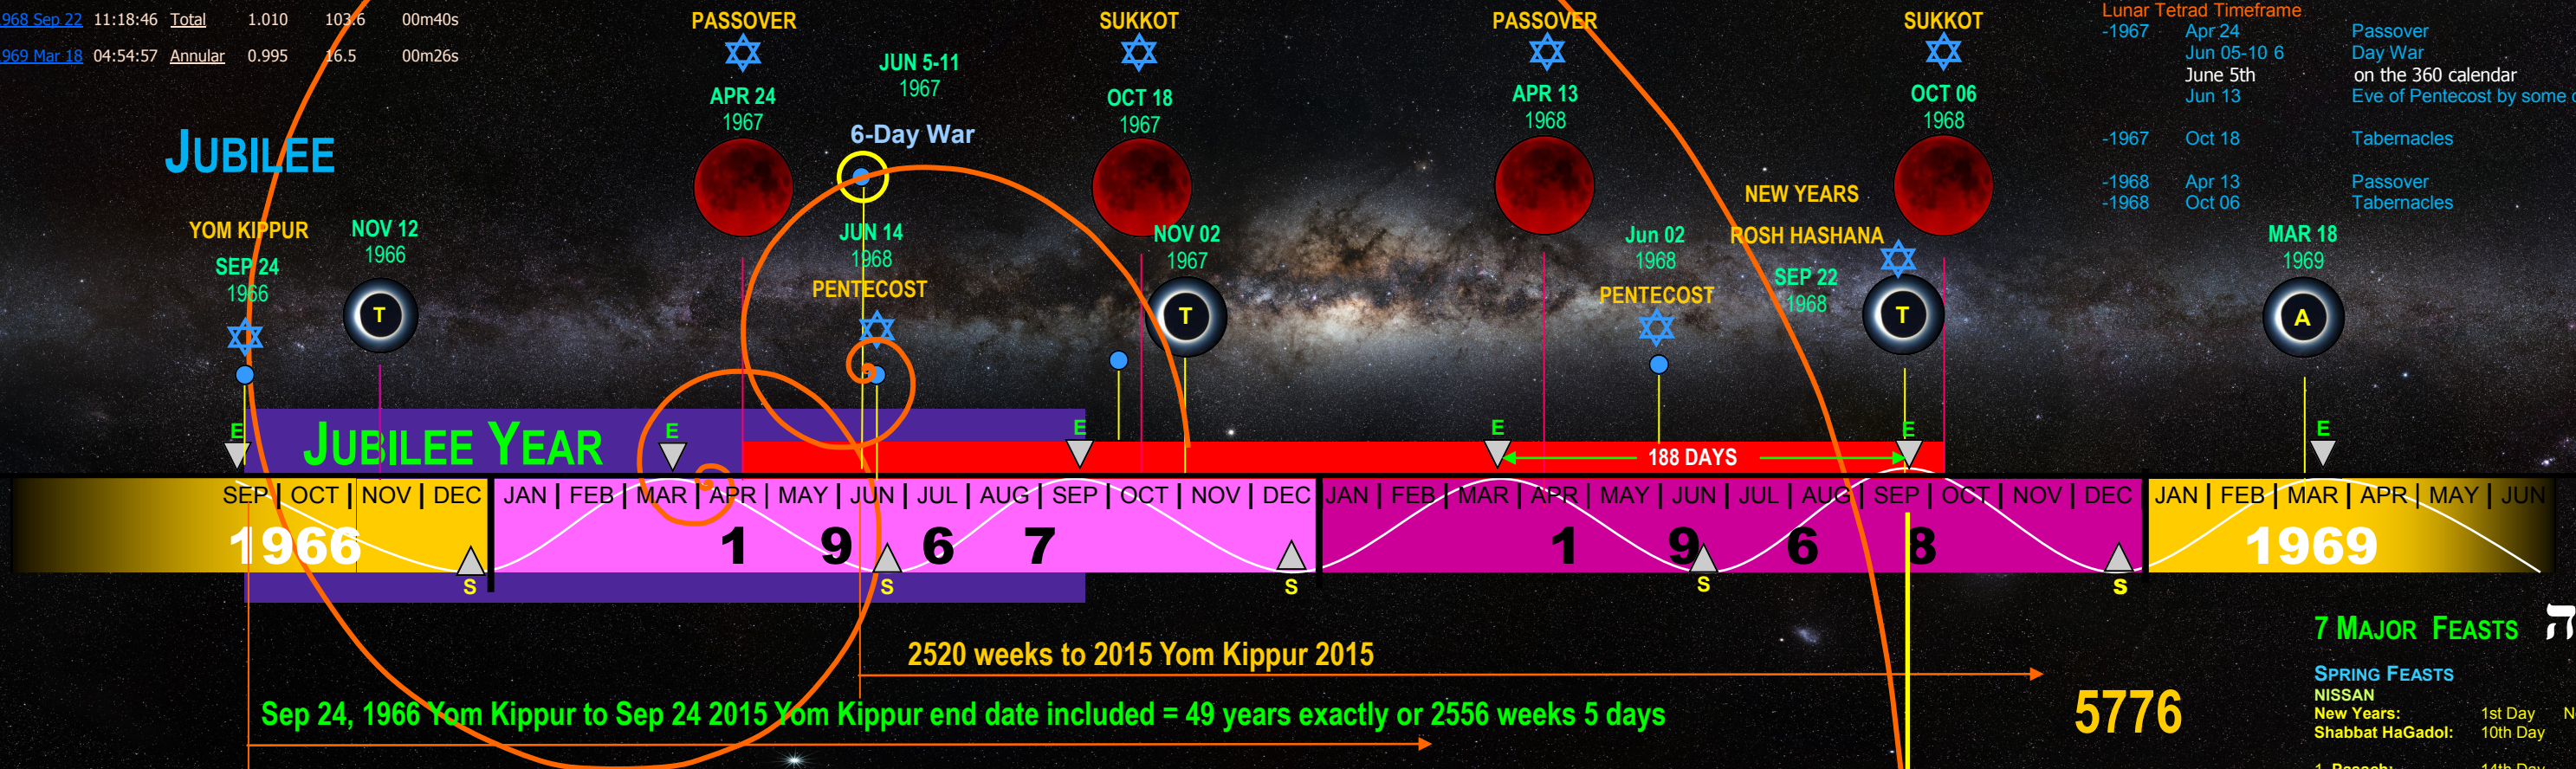 1968 Sep 22 11:18:46 Total 1.010 103.6 00m40s
1969 Mar 18 04:54:57 Annular 0.995 16.5 00m26s
PASSOVER
APR 24
1967
JUN 5-11
1967
6-Day War
SUKKOT
OCT 18
1967
PASSOVER
APR 13
1968
SUKKOT
OCT 06
1968
Lunar Tetrad Timeframe
-1967 Apr 24 Passover
Jun 05-10 6 Day War
June 5th on the 360 calendar
Jun 13 Eve of Pentecost by some
-1967 Oct 18 Tabernacles
-1968 Apr 13 Passover
-1968 Oct 06 Tabernacles
JUBILEE
YOM KIPPUR
SEP 24
1966
NOV 12
1966
T
JUN 14
1968
PENTECOST
NOV 02
1967
T
Jun 02
1968
PENTECOST
NEW YEARS
ROSH HASHANA
SEP 22
1968
T
MAR 18
1969
A
E E E E E E
JUBILEE YEAR
188 DAYS
SEP | OCT | NOV | DEC JAN | FEB | MAR | APR | MAY | JUN | JUL | AUG | SEP | OCT | NOV | DEC JAN | FEB | MAR | APR | MAY | JUN | JUL | AUG | SEP | OCT | NOV | DEC JAN | FEB | MAR | APR | MAY | JUN
1966 1 9 6 7 1 9 6 8 1969
S S S S s
2520 weeks to 2015 Yom Kippur 2015
Sep 24, 1966 Yom Kippur to Sep 24 2015 Yom Kippur end date included = 49 years exactly or 2556 weeks 5 days
5776
7 MAJOR FEASTS ה
SPRING FEASTS
NISSAN
New Years: 1st Day N
Shabbat HaGadol: 10th Day
1. Pesach: 14th Day